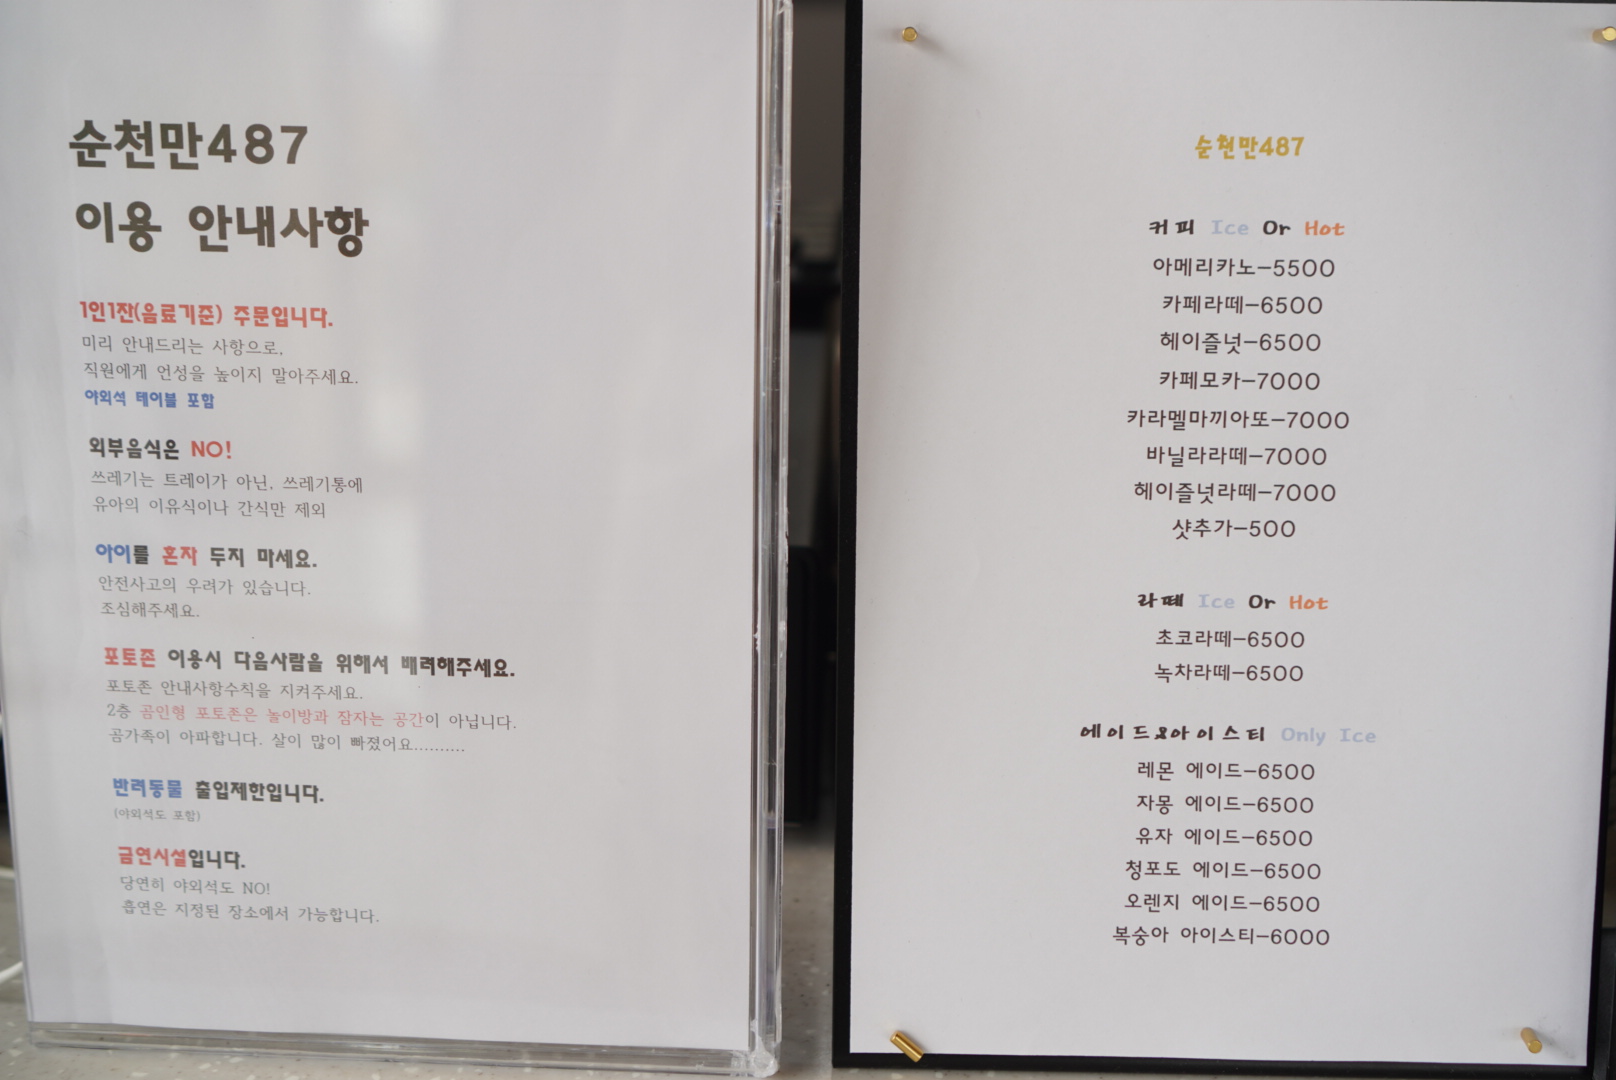 순천만487
이용 안내사항
1인1잔(음료기준) 주문입니다.
미리 안내드리는 사항으로,
직원에게 언성을 높이지 말아주세요.
야외석 테이블 포함
외부음식은 NO!
쓰레기는 트레이가 아닌, 쓰레기통에
유아의 이유식이나 간식만 제외
아이를 혼자 두지 마세요.
안전사고의 우려가 있습니다.
조심해주세요.
포토존 이용시 다음사람을 위해서 배려해주세요.
포토존 안내사항수칙을 지켜주세요.
2층 곰인형 포토존은 놀이방과 잠자는 공간이 아닙니다.
곰가족이 아파합니다. 살이 많이 빠졌어요..........
반려동물 출입제한입니다.
(야외석도 포함)
금연시설입니다.
당연히 야외석도 NO!
흡연은 지정된 장소에서 가능합니다.
순천만487
커피 Ice Or Hot
아메리카노-5500
카페라떼-6500
헤이즐넛-6500
카페모카-7000
카라멜마끼아또-7000
바닐라라떼-7000
헤이즐넛라떼-7000
샷추가-500
라떼 Ice Or Hot
초코라떼-6500
녹차라떼-6500
에이드&아이스티 Only Ice
레몬 에이드-6500
자몽 에이드-6500
유자 에이드-6500
청포도 에이드-6500
오렌지 에이드-6500
복숭아 아이스티-6000